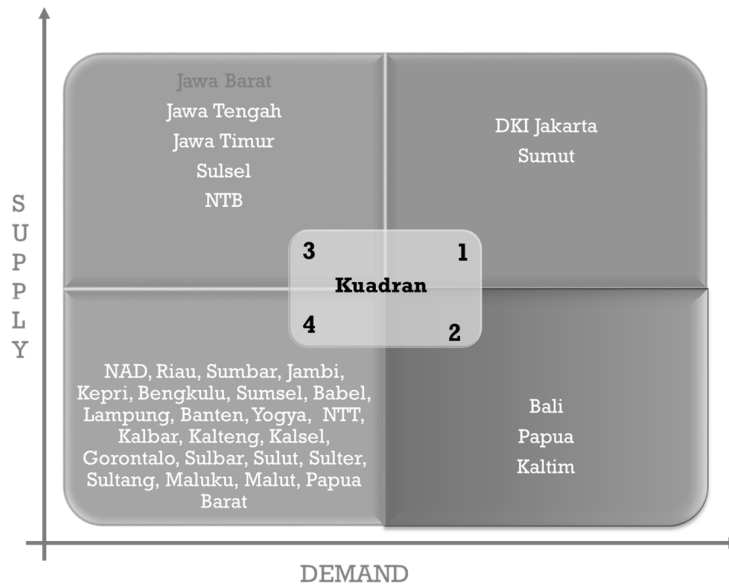 SUPPLY
Jawa Barat
Jawa Tengah
Jawa Timur
Sulsel
NTB
DKI Jakarta
Sumut
3
1
Kuadran
4
2
NAD, Riau, Sumbar, Jambi,
Kepri, Bengkulu, Sumsel, Babel,
Lampung, Banten, Yogya, NTT,
Kalbar, Kalteng, Kalsel,
Gorontalo, Sulbar, Sulut, Sulter,
Sultang, Maluku, Malut, Papua
Barat
Bali
Papua
Kaltim
DEMAND